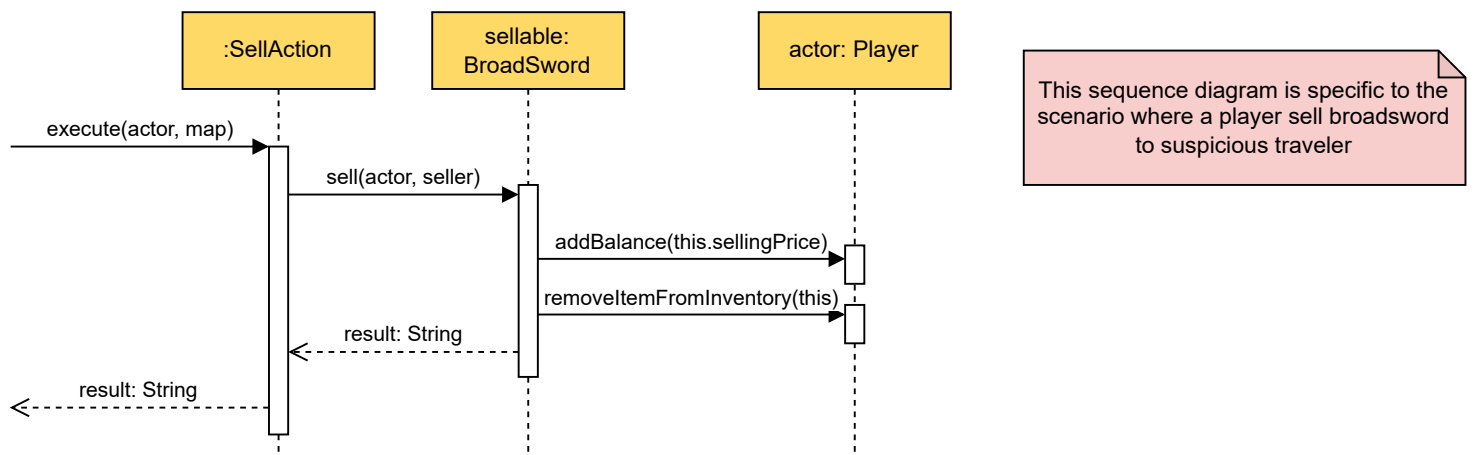 :SellAction
sellable:
BroadSword
actor: Player
This sequence diagram is specific to the
scenario where a player sell broadsword
to suspicious traveler
execute(actor, map)
sell(actor, seller)
addBalance(this.sellingPrice)
removeItemFromInventory(this)
result: String
result: String